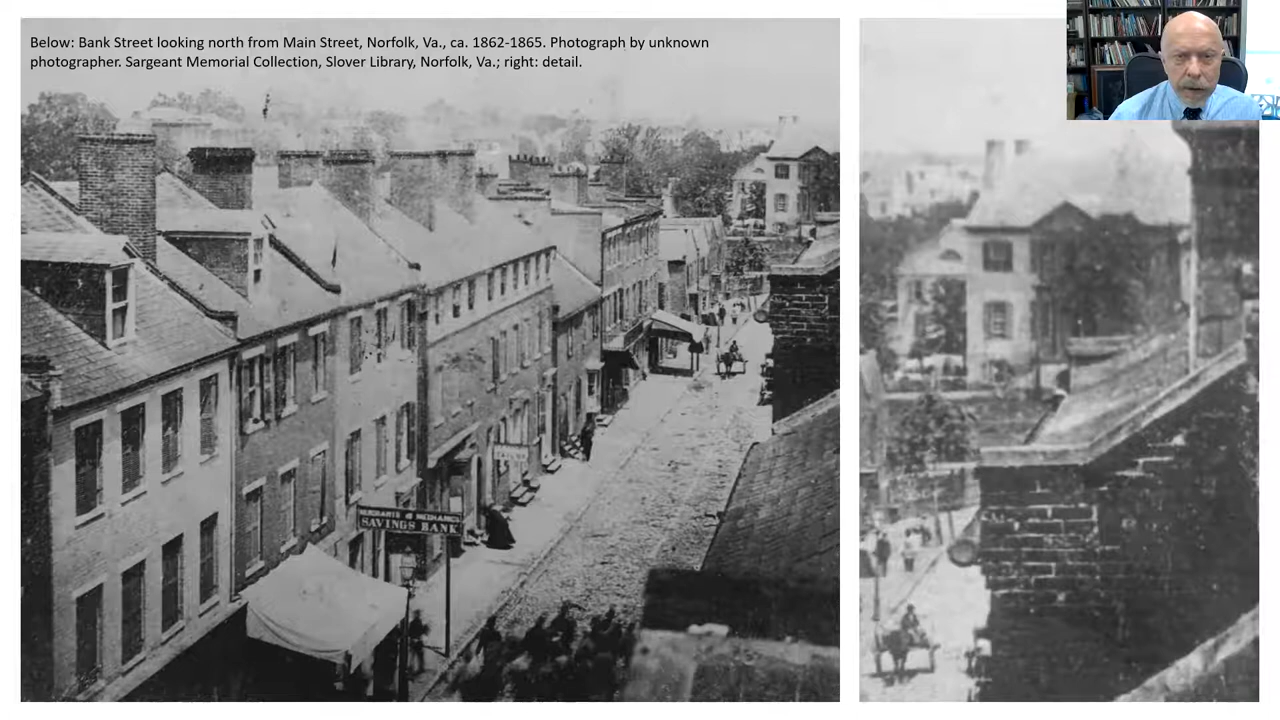 Below: Bank Street looking north from Main Street, Norfolk, Va., ca. 1862-1865. Photograph by unknown
photographer. Sargeant Memorial Collection, Slover Library, Norfolk, Va.; right: detail.
MERCHANTS & MECHANICS
SAVINGS BANK